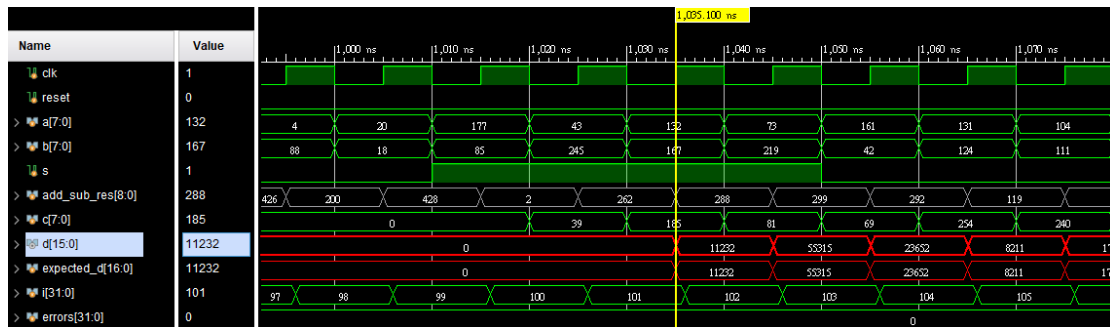 1,035.100 ns
Name Value 1,000 ns 1,010 ns 1,020 ns 1,030 ns 1,040 ns 1,050 ns 1,060 ns 1,070 ns
clk 1
reset 0
a[7:0] 132 4 20 177 43 132 73 161 131 104
b[7:0] 167 88 18 85 245 167 219 42 124 111
s 1
add_sub_res[8:0] 288 426 200 428 2 262 288 299 292 119
c[7:0] 185 0 39 185 81 69 254 240
d[15:0] 11232 0 11232 55315 23652 8211 17
expected_d[16:0] 11232 0 11232 55315 23652 8211 17
i[31:0] 101 97 98 99 100 101 102 103 104 105
errors[31:0] 0 0